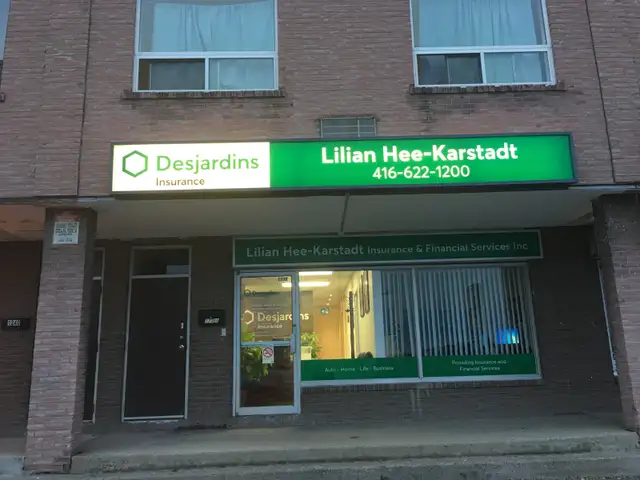 Desjardins
Insurance
Lilian Hee-Karstadt
416-622-1200
Lilian Hee-Karstadt Insurance & Financial Services Inc
Desjardins
Insurance
Auto · Home · Life · Business
Providing Insurance and
Financial Services